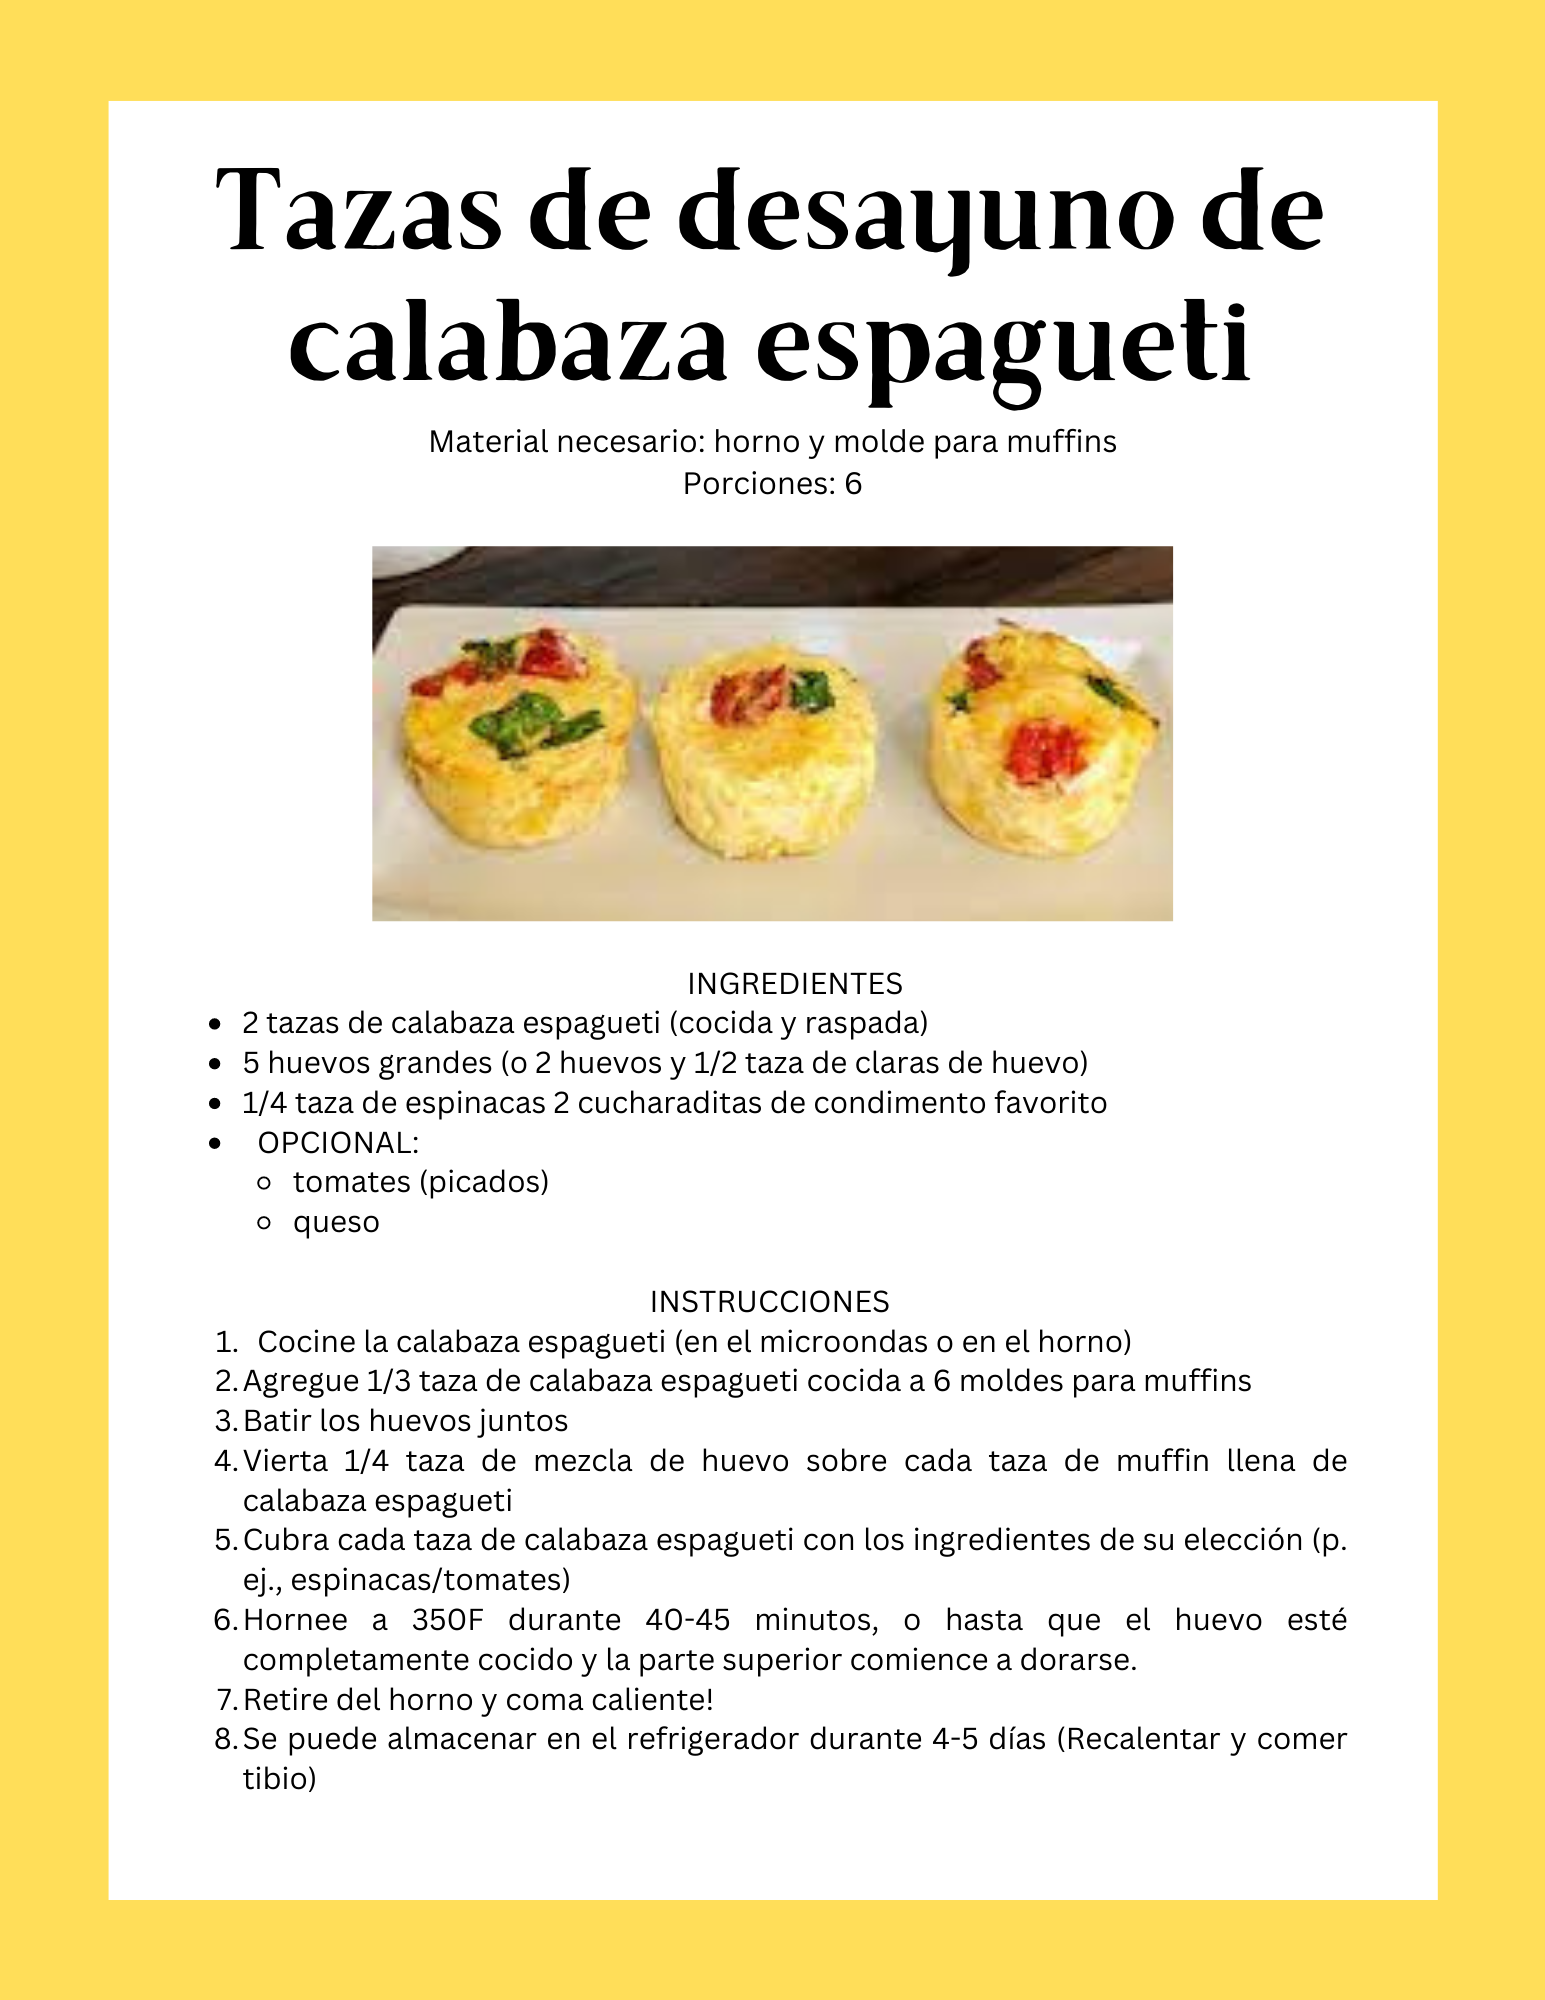 Tazas de desayuno de
calabaza espagueti
Material necesario: horno y molde para muffins
Porciones: 6
INGREDIENTES
• 2 tazas de calabaza espagueti (cocida y raspada)
• 5 huevos grandes (o 2 huevos y 1/2 taza de claras de huevo)
• 1/4 taza de espinacas 2 cucharaditas de condimento favorito
• OPCIONAL:
○ tomates (picados)
○ queso
INSTRUCCIONES
1. Cocine la calabaza espagueti (en el microondas o en el horno)
2. Agregue 1/3 taza de calabaza espagueti cocida a 6 moldes para muffins
3. Batir los huevos juntos
4. Vierta 1/4 taza de mezcla de huevo sobre cada taza de muffin llena de
calabaza espagueti
5. Cubra cada taza de calabaza espagueti con los ingredientes de su elección (p.
ej., espinacas/tomates)
6. Hornee a 350F durante 40-45 minutos, o hasta que el huevo esté
completamente cocido y la parte superior comience a dorarse.
7. Retire del horno y coma caliente!
8. Se puede almacenar en el refrigerador durante 4-5 días (Recalentar y comer
tibio)